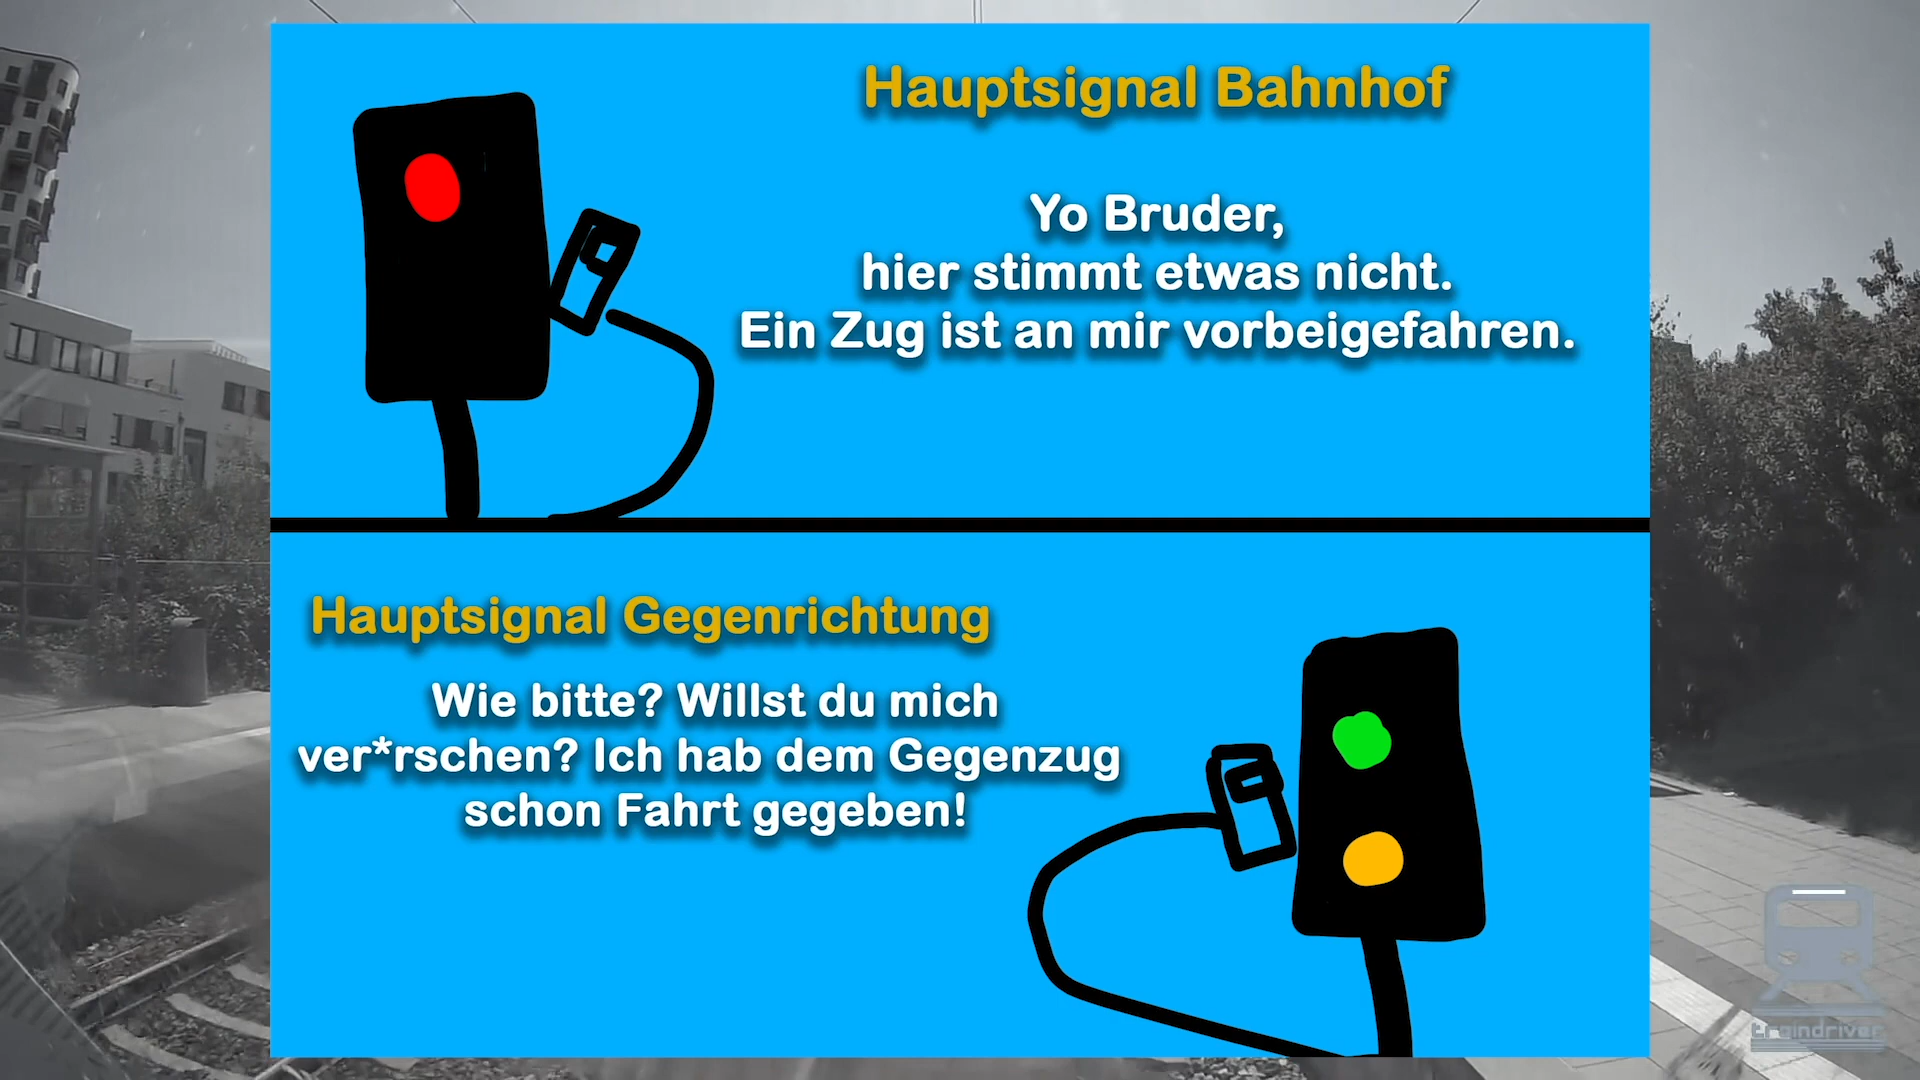 Hauptsignal Bahnhof
Yo Bruder,
hier stimmt etwas nicht.
Ein Zug ist an mir vorbeigefahren.
Hauptsignal Gegenrichtung
Wie bitte? Willst du mich
ver*rschen? Ich hab dem Gegenzug
schon Fahrt gegeben!
traindriver